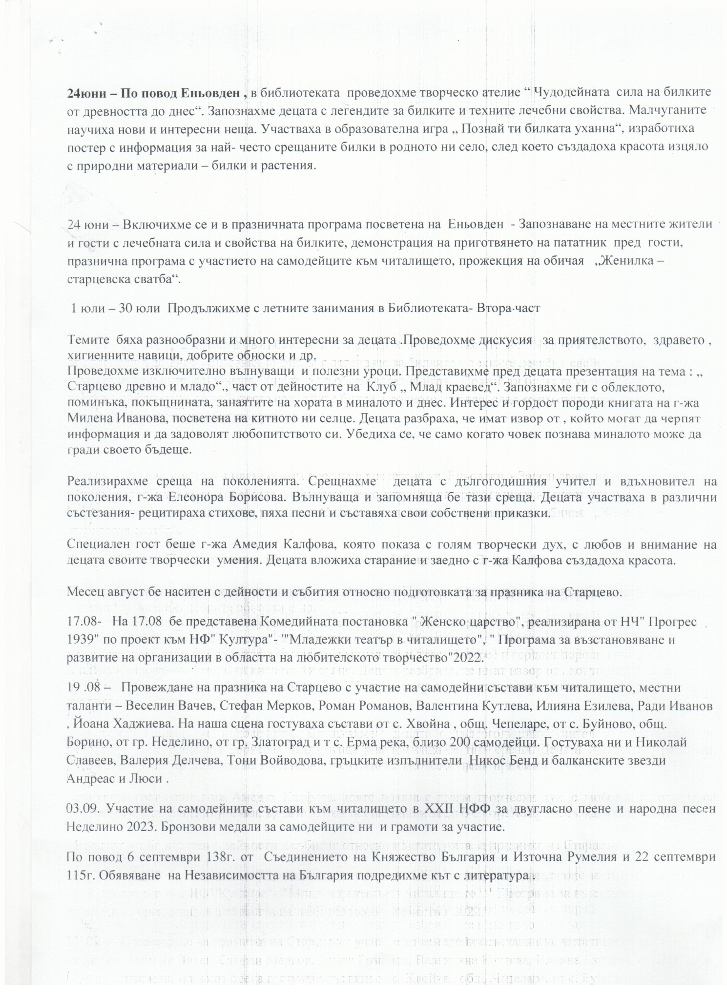 24юни – По повод Еньовден , в библиотеката проведохме творческо ателие “ Чудодейната сила на билките
от древността до днес“. Запознахме децата с легендите за билките и техните лечебни свойства. Малчуганите
научиха нови и интересни неща. Участваха в образователна игра „ Познай ти билката уханна“, изработиха
постер с информация за най- често срещаните билки в родното ни село, след което създадоха красота изцяло
с природни материали – билки и растения.
24 юни – Включихме се и в празничната програма посветена на Еньовден - Запознаване на местните жители
и гости с лечебната сила и свойства на билките, демонстрация на приготвянето на пататник пред гости,
празнична програма с участието на самодейците към читалището, прожекция на обичая „Женилка –
старцевска сватба“.
1 юли – 30 юли Продължихме с летните занимания в Библиотеката- Втора част
Темите бяха разнообразни и много интересни за децата .Проведохме дискусия за приятелството, здравето ,
хигиенните навици, добрите обноски и др.
Проведохме изключително вълнуващи и полезни уроци. Представихме пред децата презентация на тема : „
Старцево древно и младо“., част от дейностите на Клуб „ Млад краевед“. Запознахме ги с облеклото,
поминъка, покъщнината, занаятите на хората в миналото и днес. Интерес и гордост породи книгата на г-жа
Милена Иванова, посветена на китното ни селце. Децата разбраха, че имат извор от , който могат да черпят
информация и да задоволят любопитството си. Убедиха се, че само когато човек познава миналото може да
гради своето бъдеще.
Реализирахме среща на поколенията. Срещнахме децата с дългогодишния учител и вдъхновител на
поколения, г-жа Елеонора Борисова. Вълнуваща и запомняща бе тази среща. Децата участваха в различни
състезания- рецитираха стихове, пяха песни и съставяха свои собствени приказки.
Специален гост беше г-жа Амедия Калфова, която показа с голям творчески дух, с любов и внимание на
децата своите творчески умения. Децата вложиха старание и заедно с г-жа Калфова създадоха красота.
Месец август бе наситен с дейности и събития относно подготовката за празника на Старцево.
17.08- На 17.08 бе представена Комедийната постановка " Женско царство", реализирана от НЧ" Прогрес
1939" по проект към НФ" Култура"- '"Младежки театър в читалището", " Програма за възстановяване и
развитие на организации в областта на любителското творчество"2022.
19 .08 – Провеждане на празника на Старцево с участие на самодейни състави към читалището, местни
таланти – Веселин Вачев, Стефан Мерков, Роман Романов, Валентина Кутлева, Илияна Езилева, Ради Иванов
, Йоана Хаджиева. На наша сцена гостуваха състави от с. Хвойна , общ. Чепеларе, от с. Буйново, общ.
Борино, от гр. Неделино, от гр. Златоград и т с. Ерма река, близо 200 самодейци. Гостуваха ни и Николай
Славеев, Валерия Делчева, Тони Войводова, гръцките изпълнители Никос Бенд и балканските звезди
Андреас и Люси .
03.09. Участие на самодейните състави към читалището в XXII НФФ за двугласно пеене и народна песен
Неделино 2023. Бронзови медали за самодейците ни и грамоти за участие.
По повод 6 септември 138г. от Съединението на Княжество България и Източна Румелия и 22 септември
115г. Обявяване на Независимостта на България подредихме кът с литература .